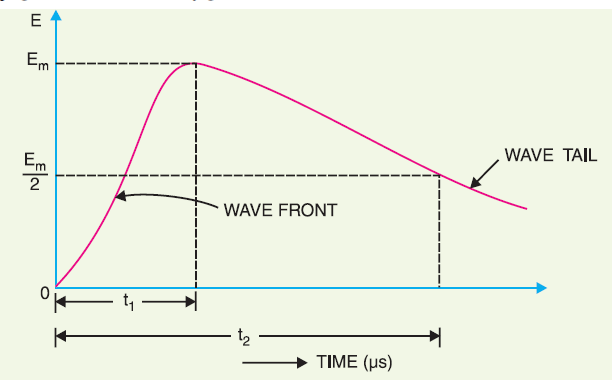 E
Eₘ
Eₘ
2
WAVE TAIL
WAVE FRONT
0
t₁
t₂
TIME (μs)